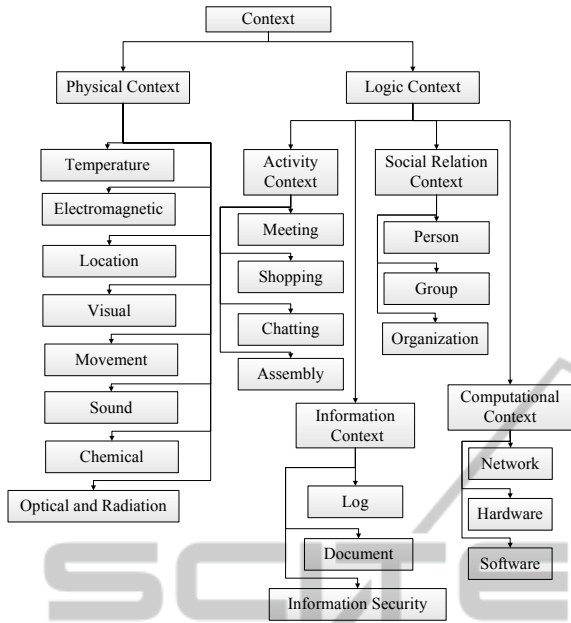 Context
Physical Context
Logic Context
Temperature
Electromagnetic
Location
Visual
Movement
Sound
Chemical
Optical and Radiation
Activity
Context
Meeting
Shopping
Chatting
Assembly
Social Relation
Context
Person
Group
Organization
Information
Context
Log
Document
Information Security
Computational
Context
Network
Hardware
Software
SCITE